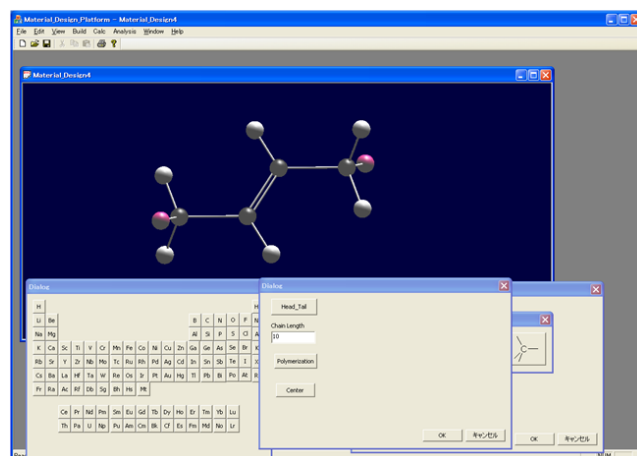 Material_Design_Platform - Material_Design4
File Edit View Build Calc Analysis Window Help
Material_Design4
Dialog
H
Li Be B C N O F
Na Mg Al Si P S Cl
K Ca Sc Ti V Cr Mn Fe Co Ni Cu Zn Ga Ge As Se Br
Rb Sr Y Zr Nb Mo Tc Ru Rh Pd Ag Cd In Sn Sb Te I
Cs Ba La Hf Ta W Re Os Ir Pt Au Hg Tl Pb Bi Po At
Fr Ra Ac Rf Db Sg Bh Hs Mt
Ce Pr Nd Pm Sm Eu Gd Tb Dy Ho Er Tm Yb Lu
Th Pa U Np Pu Am Cm Bk Cf Es Fm Md No Lr
Dialog
Head_Tail
Chain Length
10
Polymerization
Center
OK キャンセル
OK キャンセル